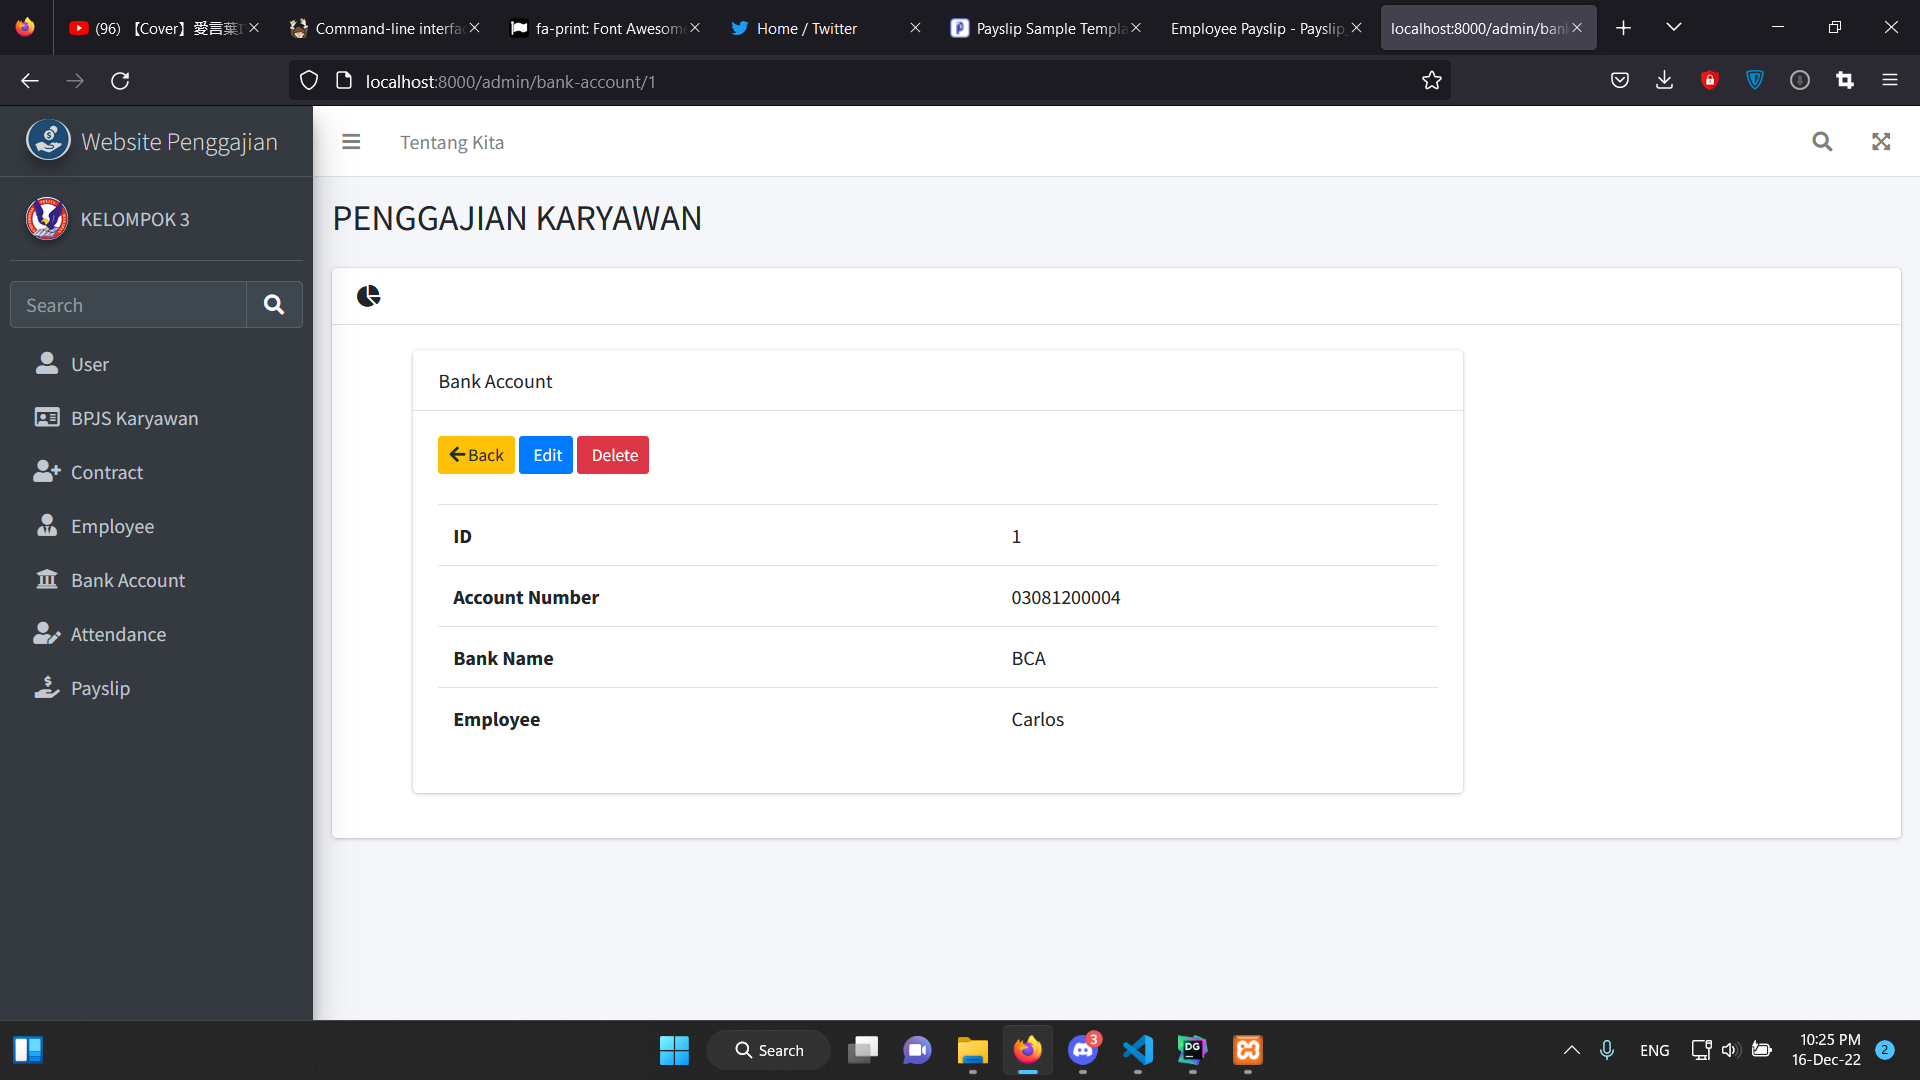 (96) 【Cover】愛言葉
Command-line interfa
fa-print: Font Awesom
Home / Twitter
Payslip Sample Templa
Employee Payslip - Payslip
localhost:8000/admin/bank
localhost:8000/admin/bank-account/1
Website Penggajian
Tentang Kita
KELOMPOK 3
PENGGAJIAN KARYAWAN
Search
User
BPJS Karyawan
Contract
Employee
Bank Account
Attendance
Payslip
Bank Account
Back Edit Delete
ID 1
Account Number 03081200004
Bank Name BCA
Employee Carlos
Search
3
DG
ENG
10:25 PM
16-Dec-22
2